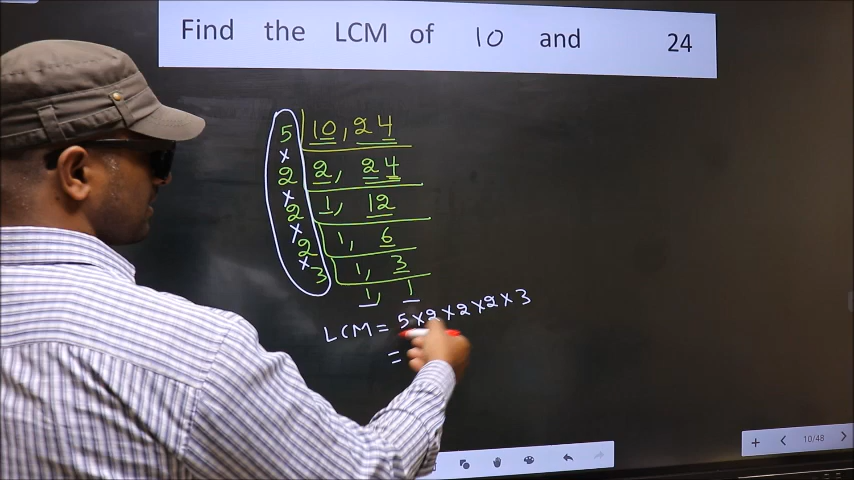 Find the LCM of 10 and 24
5 | 10, 24
×
2 | 2, 24
×
2 | 1, 12
×
2 | 1, 6
×
3 | 1, 3
1, 1
LCM = 5 × 2 × 2 × 2 × 3
=
10/48